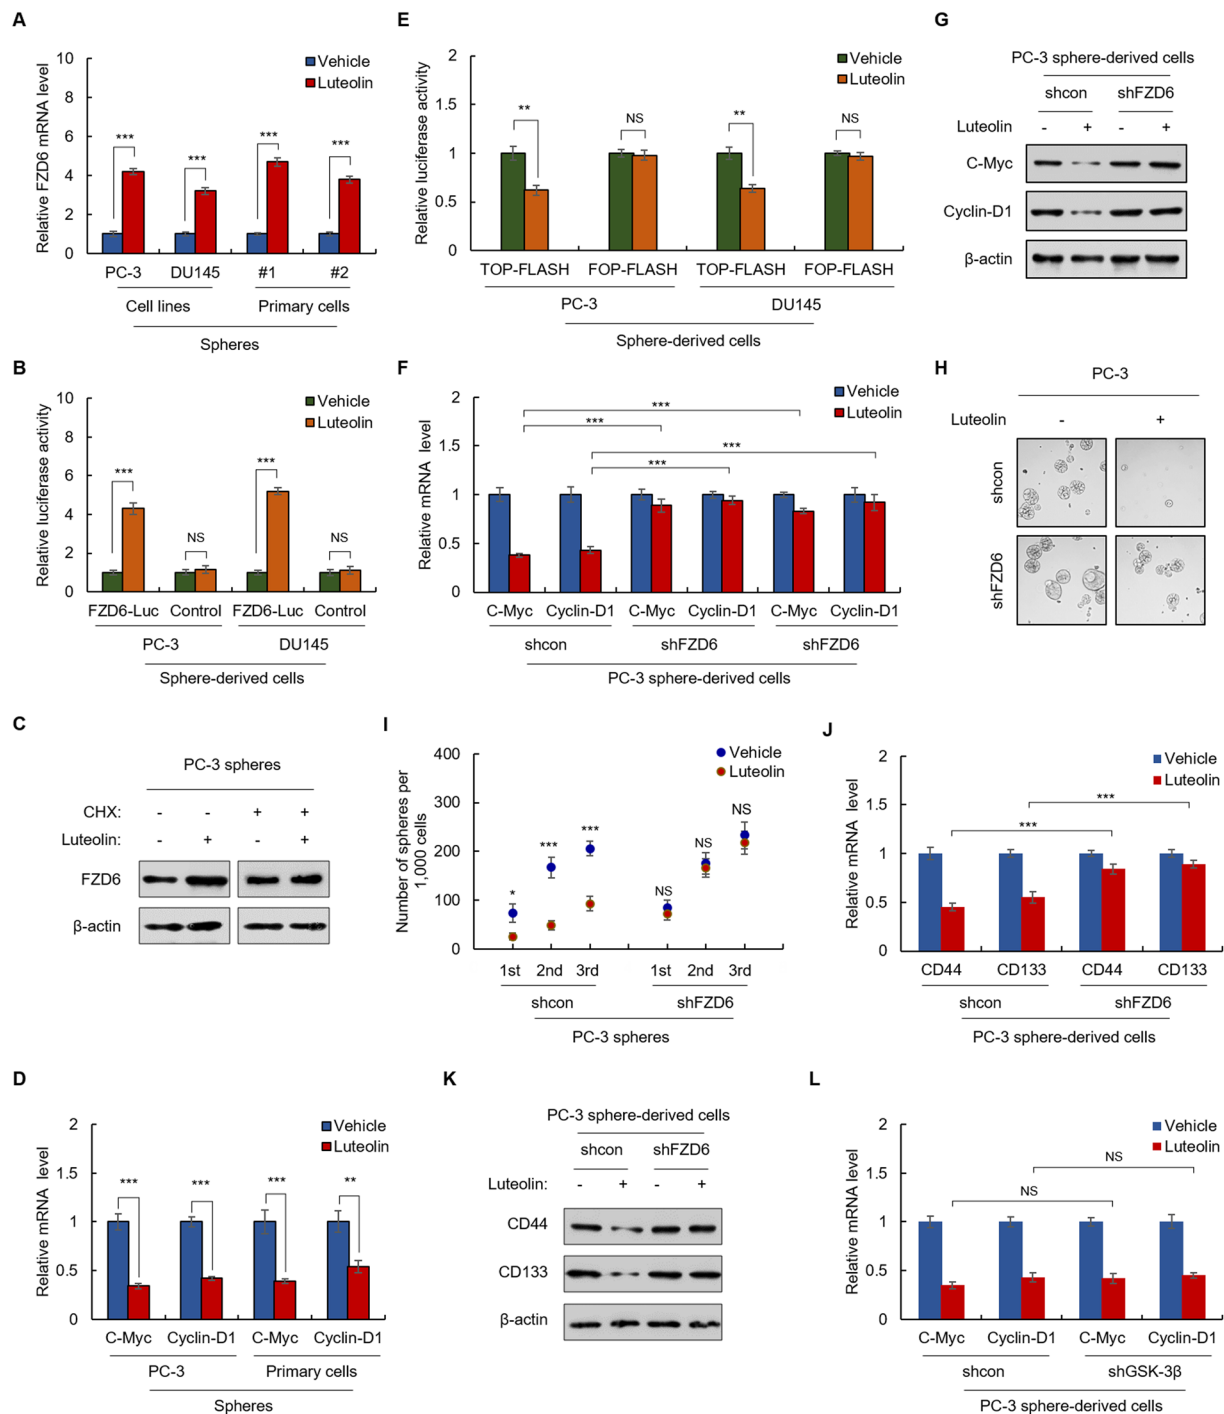 A
Relative FZD6 mRNA level
10
8
6
4
2
0
Vehicle
Luteolin
***
***
***
***
PC-3 DU145 #1 #2
Cell lines Primary cells
Spheres
E
Relative luciferase activity
2
1.5
1
0.5
0
Vehicle
Luteolin
**
NS
**
NS
TOP-FLASH FOP-FLASH TOP-FLASH FOP-FLASH
PC-3 DU145
Sphere-derived cells
G
PC-3 sphere-derived cells
shcon shFZD6
Luteolin - + - +
C-Myc
Cyclin-D1
β-actin
B
Relative luciferase activity
10
8
6
4
2
0
Vehicle
Luteolin
***
NS
***
NS
FZD6-Luc Control FZD6-Luc Control
PC-3 DU145
Sphere-derived cells
F
Relative mRNA level
2
1.5
1
0.5
0
Vehicle
Luteolin
***
***
***
***
C-Myc Cyclin-D1 C-Myc Cyclin-D1 C-Myc Cyclin-D1
shcon shFZD6 shFZD6
PC-3 sphere-derived cells
H
PC-3
Luteolin - +
shcon
shFZD6
C
PC-3 spheres
CHX: - - + +
Luteolin: - + - +
FZD6
β-actin
I
Number of spheres per
1,000 cells
400
300
200
100
0
Vehicle
Luteolin
*
***
***
NS
NS
NS
1st 2nd 3rd 1st 2nd 3rd
shcon shFZD6
PC-3 spheres
J
Relative mRNA level
2
1.5
1
0.5
0
Vehicle
Luteolin
***
***
CD44 CD133 CD44 CD133
shcon shFZD6
PC-3 sphere-derived cells
D
Relative mRNA level
2
1.5
1
0.5
0
Vehicle
Luteolin
***
***
***
**
C-Myc Cyclin-D1 C-Myc Cyclin-D1
PC-3 Primary cells
Spheres
K
PC-3 sphere-derived cells
shcon shFZD6
Luteolin: - + - +
CD44
CD133
β-actin
L
Relative mRNA level
2
1.5
1
0.5
0
Vehicle
Luteolin
NS
NS
C-Myc Cyclin-D1 C-Myc Cyclin-D1
shcon shGSK-3β
PC-3 sphere-derived cells